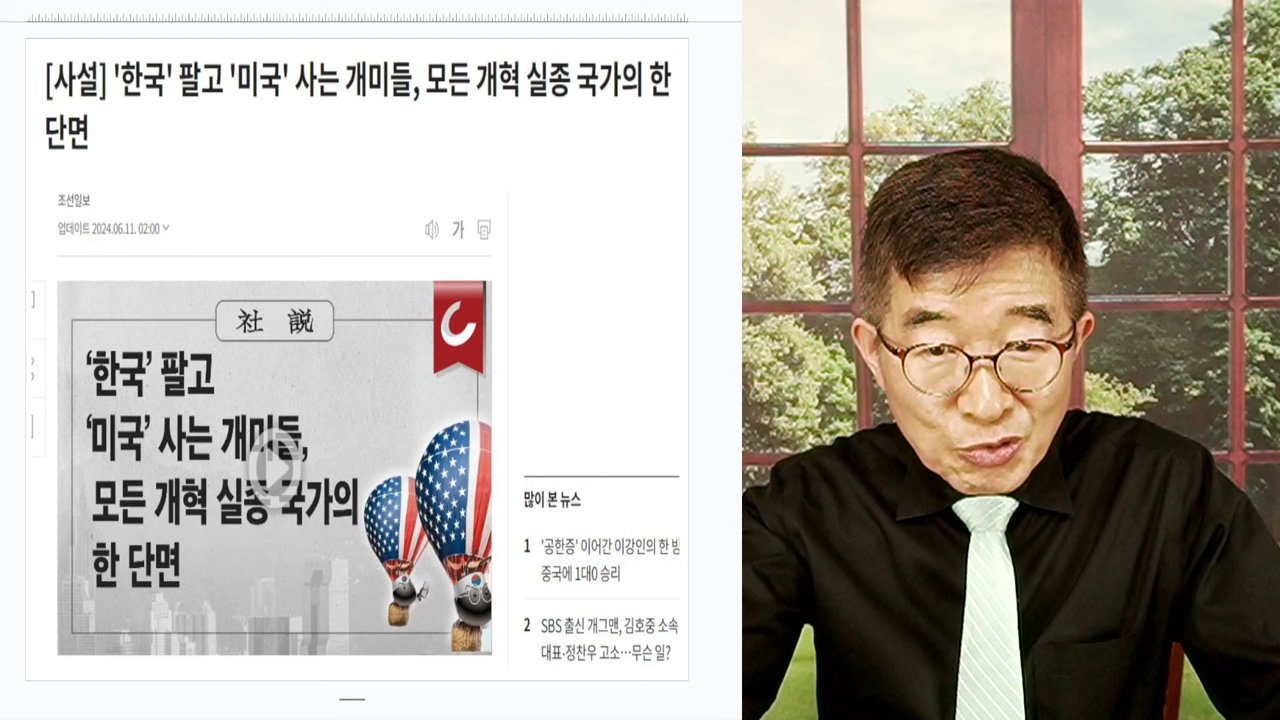 [사설] '한국' 팔고 '미국' 사는 개미들, 모든 개혁 실종 국가의 한
단면
조선일보
업데이트 2024.06.11. 02:00
가
社 説
‘한국’ 팔고
‘미국’ 사는 개미들,
모든 개혁 실종 국가의
한 단면
많이 본 뉴스
1 '공한증' 이어간 이강인의 한 방
중국에 1대0 승리
2 SBS 출신 개그맨, 김호중 소속
대표·정찬우 고소…무슨 일?